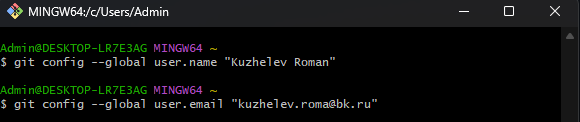 MINGW64:/c/Users/Admin
Admin@DESKTOP-LR7E3AG MINGW64 ~
$ git config --global user.name "Kuzhelev Roman"
Admin@DESKTOP-LR7E3AG MINGW64 ~
$ git config --global user.email "kuzhelev.roma@bk.ru"